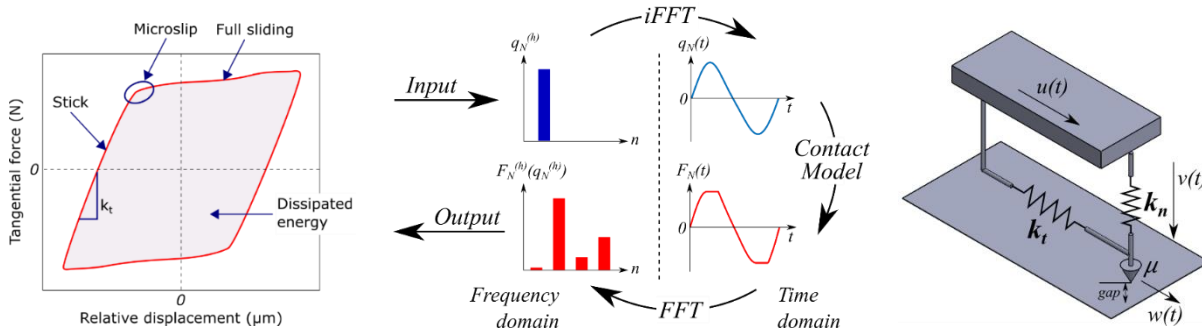 Microslip
Full sliding
Stick
k_t
Dissipated
energy
Tangential force (N)
0
0
Relative displacement (μm)
Input
Output
iFFT
q_N^(h)
n
q_N(t)
0
t
Contact
Model
F_N^(h)(q_N^(h))
n
F_N(t)
0
t
Frequency
domain
FFT
Time
domain
u(t)
v(t)
k_n
k_t
μ
gap
w(t)